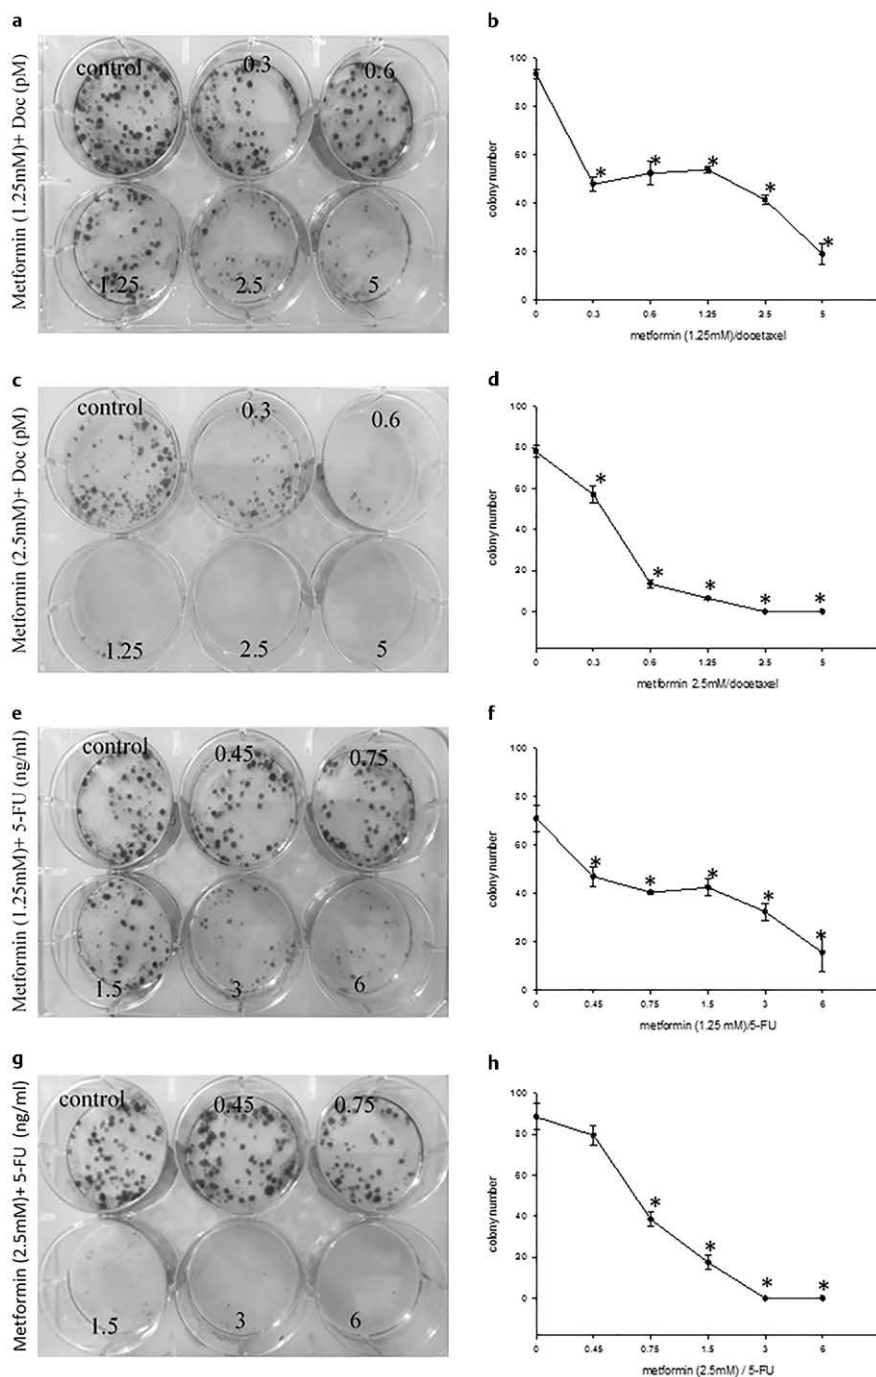 a
Metformin (1.25mM)+ Doc (pM)
control
0.3
0.6
1.25
2.5
5
b
100
80
60
40
20
0
colony number
* * * * *
0 0.3 0.6 1.25 2.5 5
metformin (1.25mM)/docetaxel
c
Metformin (2.5mM)+ Doc (pM)
control
0.3
0.6
1.25
2.5
5
d
100
80
60
40
20
0
colony number
* * * * *
0 0.3 0.6 1.25 2.5 5
metformin 2.5mM/docetaxel
e
Metformin (1.25mM)+ 5-FU (ng/ml)
control
0.45
0.75
1.5
3
6
f
100
80
60
40
20
0
colony number
* * * * *
0 0.45 0.75 1.5 3 6
metformin (1.25 mM)/5-FU
g
Metformin (2.5mM)+ 5-FU (ng/ml)
control
0.45
0.75
1.5
3
6
h
100
80
60
40
20
0
colony number
* * * *
0 0.45 0.75 1.5 3 6
metformin (2.5mM) / 5-FU